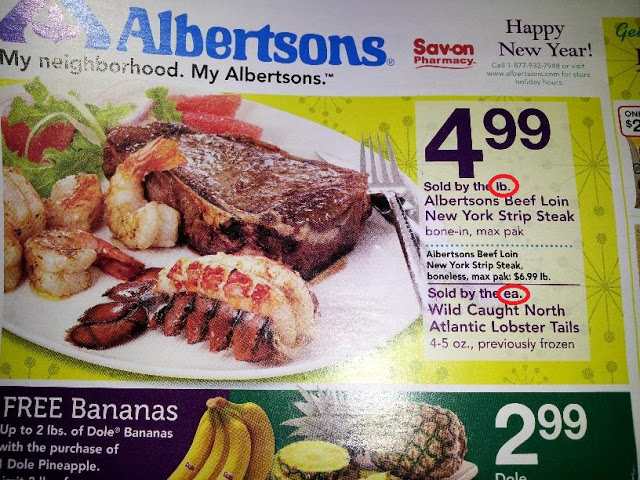 Albertsons®
My neighborhood. My Albertsons.™
Sav-on
Pharmacy.
Happy
New Year!
Call 1-877-932-7948 or visit
www.albertsons.com for store
holiday hours.
4 99
Sold by the lb.
Albertsons Beef Loin
New York Strip Steak
bone-in, max pak
Albertsons Beef Loin
New York Strip Steak,
boneless, max pak: $6.99 lb.
Sold by the ea.
Wild Caught North
Atlantic Lobster Tails
4-5 oz., previously frozen
FREE Bananas
Up to 2 lbs. of Dole® Bananas
with the purchase of
1 Dole Pineapple.
2 99
Dole